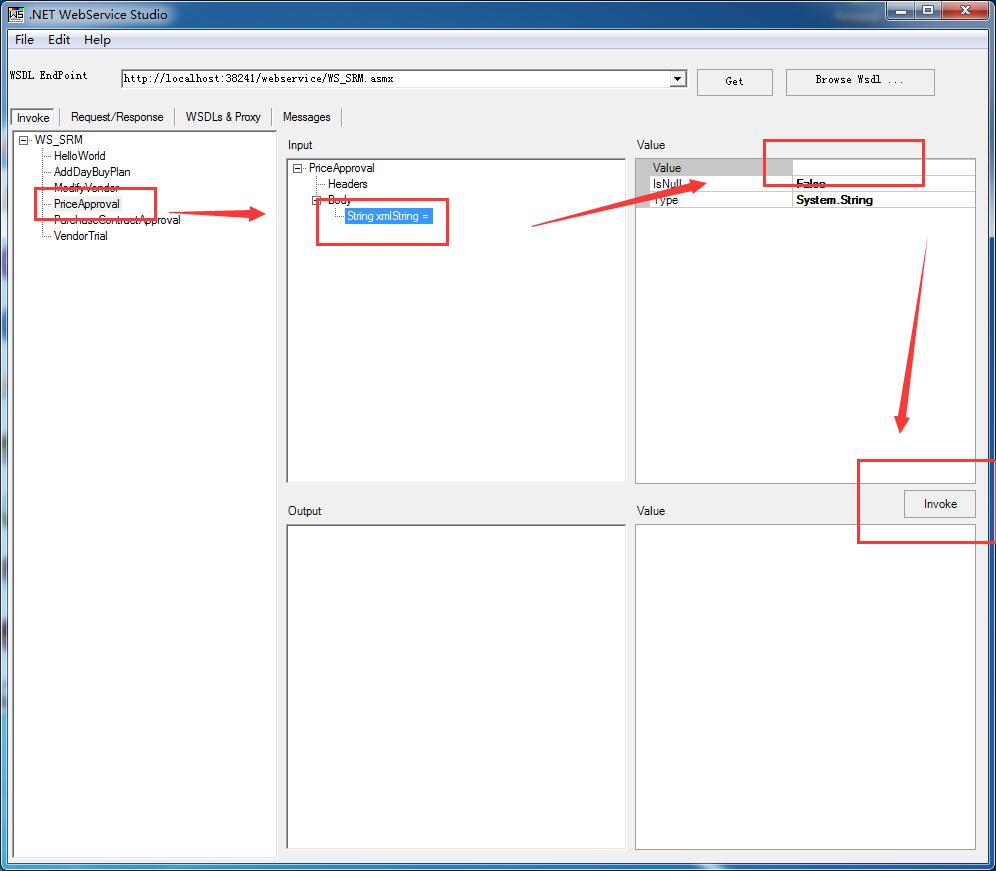 .NET WebService Studio
File Edit Help
WSDL EndPoint
http://localhost:38241/webservice/WS_SRM.asmx
Get
Browse Wsdl ...
Invoke
Request/Response
WSDLs & Proxy
Messages
WS_SRM
HelloWorld
AddDayBuyPlan
ModifyVendor
PriceApproval
PurchaseContractApproval
VendorTrial
Input
PriceApproval
Headers
Body
String xmlString =
Value
Value
IsNull False
Type System.String
Invoke
Output
Value